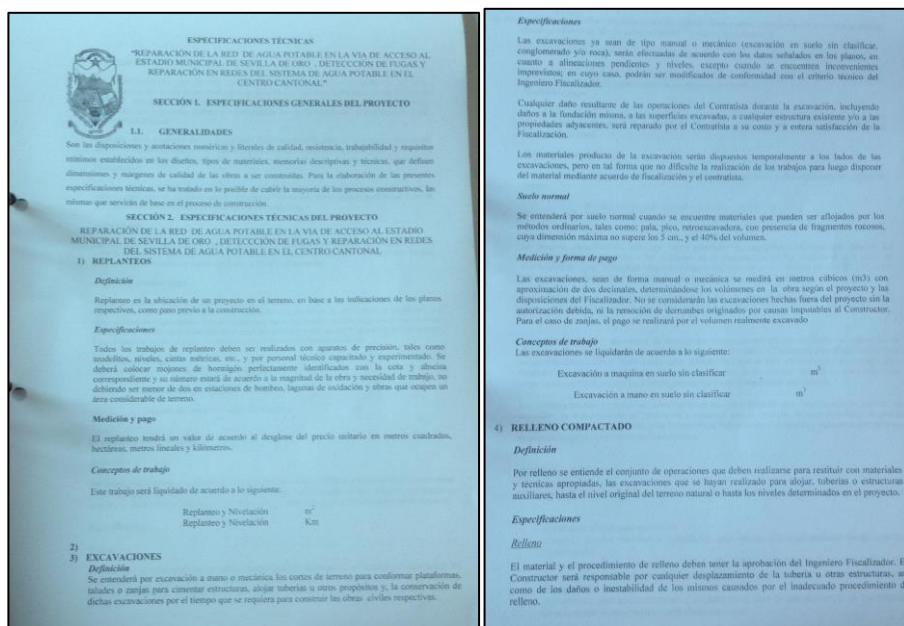 ESPECIFICACIONES TÉCNICAS
"REPARACIÓN DE LA RED DE AGUA POTABLE EN LA VIA DE ACCESO AL
ESTADIO MUNICIPAL DE SEVILLA DE ORO , DETECCIÓN DE FUGAS Y
REPARACIÓN EN REDES DEL SISTEMA DE AGUA POTABLE EN EL
CENTRO CANTONAL"
SECCIÓN 1. ESPECIFICACIONES GENERALES DEL PROYECTO
1.1. GENERALIDADES
Son las disposiciones y acotaciones numéricas y literales de calidad, resistencia, trabajabilidad y requisitos
mínimos establecidos en los diseños, tipos de materiales, memorias descriptivas y técnicas, que definen
dimensiones y márgenes de calidad de las obras a ser construidas. Para la elaboración de las presentes
especificaciones técnicas, se ha tratado en lo posible de cubrir la mayoría de los procesos constructivos, las
mismas que servirán de base en el proceso de construcción.
SECCIÓN 2. ESPECIFICACIONES TÉCNICAS DEL PROYECTO
REPARACIÓN DE LA RED DE AGUA POTABLE EN LA VIA DE ACCESO AL ESTADIO
MUNICIPAL DE SEVILLA DE ORO , DETECCCIÓN DE FUGAS Y REPARACIÓN EN REDES
DEL SISTEMA DE AGUA POTABLE EN EL CENTRO CANTONAL
1) REPLANTEOS
Definición
Replanteo es la ubicación de un proyecto en el terreno, en base a las indicaciones de los planos
respectivos, como paso previo a la construcción.
Especificaciones
Todos los trabajos de replanteo deben ser realizados con aparatos de precisión, tales como
teodolitos, niveles, cintas métricas, etc., y por personal técnico capacitado y experimentado. Se
deberá colocar mojones de hormigón perfectamente identificados con la cota y abscisa
correspondiente y su número estará de acuerdo a la magnitud de la obra y necesidad de trabajo, no
debiendo ser menor de dos en estaciones de bombeo, lagunas de oxidación y obras que ocupen un
área considerable de terreno.
Medición y pago
El replanteo tendrá un valor de acuerdo al desglose del precio unitario en metros cuadrados,
hectáreas, metros lineales y kilómetros.
Conceptos de trabajo
Este trabajo será liquidado de acuerdo a lo siguiente:
Replanteo y Nivelación m²
Replanteo y Nivelación Km
2)
3) EXCAVACIONES
Definición
Se entenderá por excavación a mano o mecánica los cortes de terreno para conformar plataformas,
taludes o zanjas para cimentar estructuras, alojar tuberías u otros propósitos y, la conservación de
dichas excavaciones por el tiempo que se requiera para construir las obras civiles respectivas.
Especificaciones
Las excavaciones ya sean de tipo manual o mecánico (excavación en suelo sin clasificar,
conglomerado y/o roca), serán efectuadas de acuerdo con los datos señalados en los planos, en
cuanto a alineaciones pendientes y niveles, excepto cuando se encuentren inconvenientes
imprevistos; en cuyo caso, podrán ser modificados de conformidad con el criterio técnico del
Ingeniero Fiscalizador.
Cualquier daño resultante de las operaciones del Contratista durante la excavación, incluyendo
daños a la fundación misma, a las superficies excavadas, a cualquier estructura existente y/o a las
propiedades adyacentes, será reparado por el Contratista a su costo y a entera satisfacción de la
Fiscalización.
Los materiales producto de la excavación serán dispuestos temporalmente a los lados de las
excavaciones, pero en tal forma que no dificulte la realización de los trabajos para luego disponer
del material mediante acuerdo de fiscalización y el contratista.
Suelo normal
Se entenderá por suelo normal cuando se encuentre materiales que pueden ser aflojados por los
métodos ordinarios, tales como: pala, pico, retroexcavadora, con presencia de fragmentos rocosos,
cuya dimensión máxima no supere los 5 cm., y el 40% del volumen.
Medición y forma de pago
Las excavaciones, sean de forma manual o mecánica se medirá en metros cúbicos (m3) con
aproximación de dos decimales, determinándose los volúmenes en la obra según el proyecto y las
disposiciones del Fiscalizador. No se considerarán las excavaciones hechas fuera del proyecto sin la
autorización debida, ni la remoción de derrumbes originados por causas imputables al Constructor.
Para el caso de zanjas, el pago se realizará por el volumen realmente excavado
Conceptos de trabajo
Las excavaciones se liquidarán de acuerdo a lo siguiente:
Excavación a maquina en suelo sin clasificar m³
Excavación a mano en suelo sin clasificar m³
4) RELLENO COMPACTADO
Definición
Por relleno se entiende el conjunto de operaciones que deben realizarse para restituir con materiales
y técnicas apropiadas, las excavaciones que se hayan realizado para alojar, tuberías o estructuras
auxiliares, hasta el nivel original del terreno natural o hasta los niveles determinados en el proyecto.
Especificaciones
Relleno
El material y el procedimiento de relleno deben tener la aprobación del Ingeniero Fiscalizador.
Constructor será responsable por cualquier desplazamiento de la tubería u otras estructuras,
como de los daños o inestabilidad de los mismos causados por el inadecuado procedimiento
relleno.